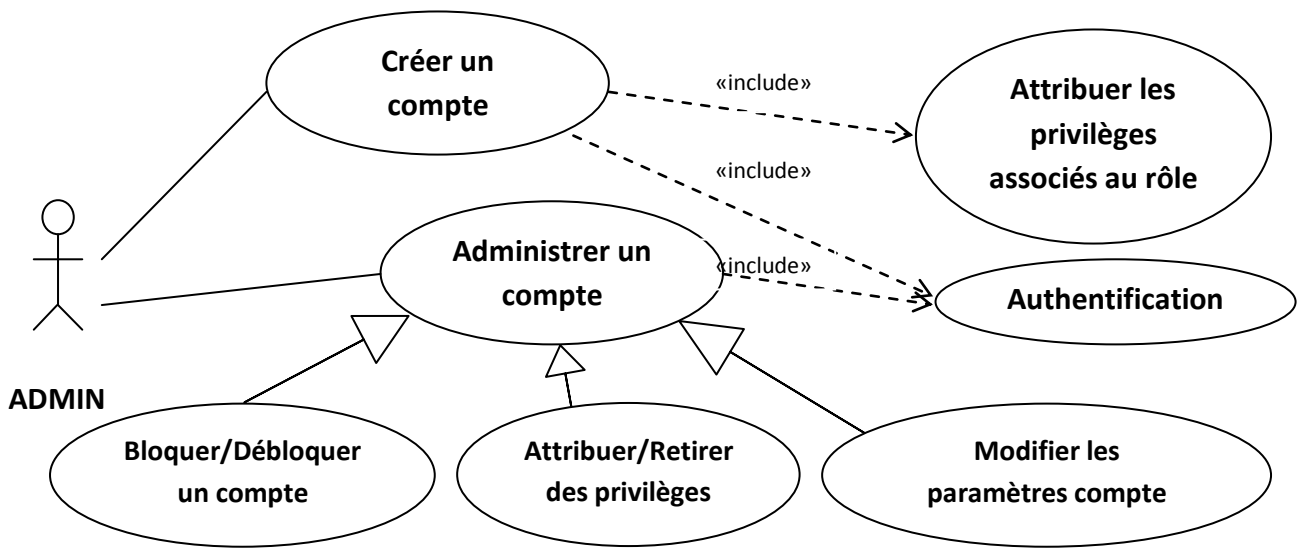 Créer un
compte
«include»
Attribuer les
privilèges
associés au rôle
«include»
Administrer un
compte
«include»
Authentification
ADMIN
Bloquer/Débloquer
un compte
Attribuer/Retirer
des privilèges
Modifier les
paramètres compte